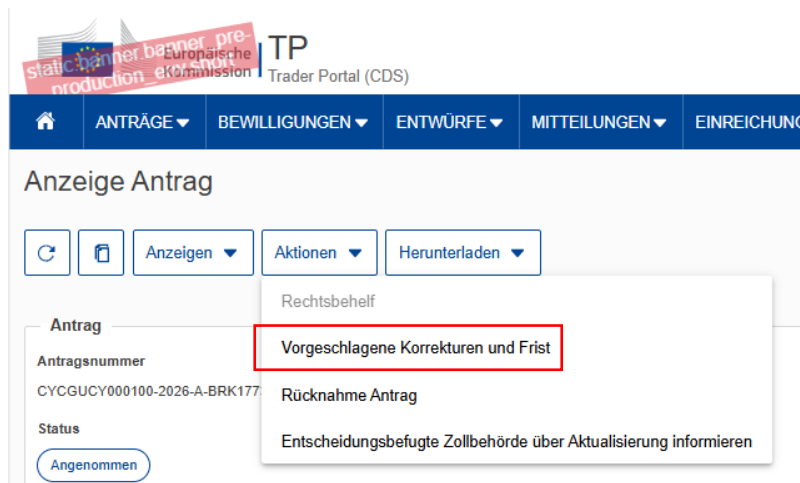 static banner.banner_pre-
production_env.short
Europäische
Kommission
TP
Trader Portal (CDS)
ANTRÄGE
BEWILLIGUNGEN
ENTWÜRFE
MITTEILUNGEN
EINREICHUNG
Anzeige Antrag
Anzeigen
Aktionen
Herunterladen
Rechtsbehelf
Vorgeschlagene Korrekturen und Frist
Rücknahme Antrag
Entscheidungsbefugte Zollbehörde über Aktualisierung informieren
Antrag
Antragsnummer
CYCGUCY000100-2026-A-BRK177
Status
Angenommen